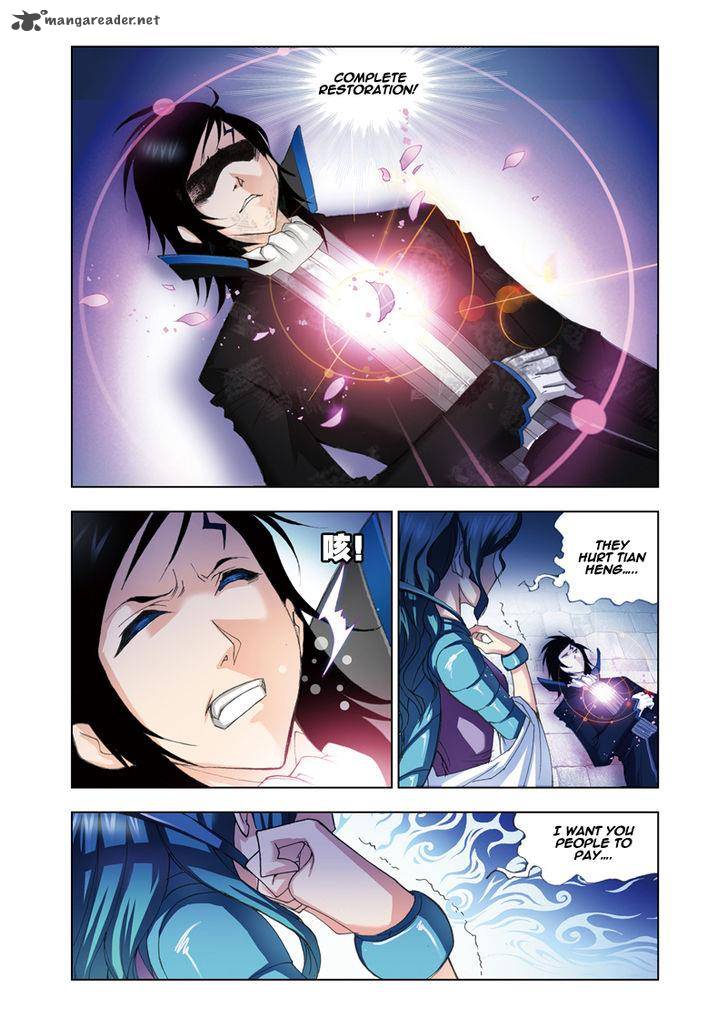 mangareader.net
COMPLETE
RESTORATION!
咳!
THEY
HURT TIAN
HENG.....
I WANT YOU
PEOPLE TO
PAY....